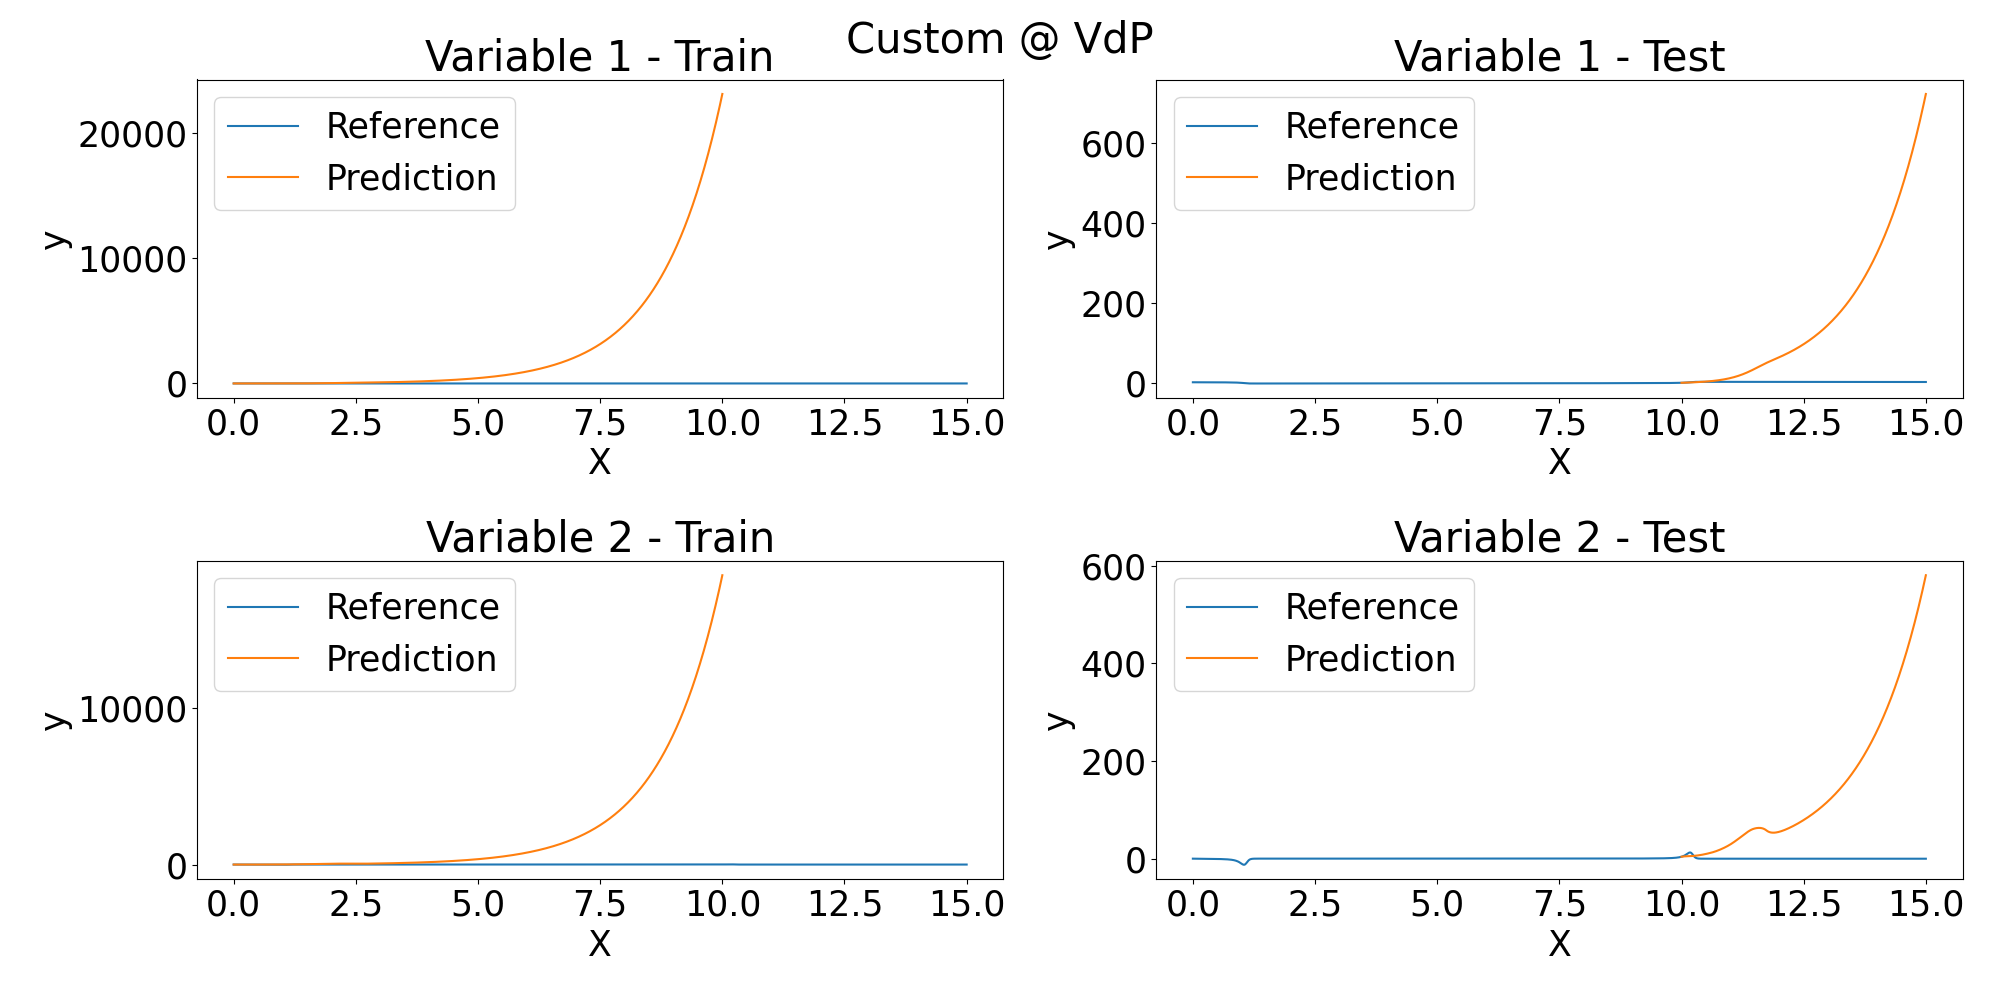 Custom @ VdP
Variable 1 - Train
Reference
Prediction
y
20000
10000
0
0.0 2.5 5.0 7.5 10.0 12.5 15.0
X
Variable 1 - Test
Reference
Prediction
y
600
400
200
0
0.0 2.5 5.0 7.5 10.0 12.5 15.0
X
Variable 2 - Train
Reference
Prediction
y
10000
0
0.0 2.5 5.0 7.5 10.0 12.5 15.0
X
Variable 2 - Test
Reference
Prediction
y
600
400
200
0
0.0 2.5 5.0 7.5 10.0 12.5 15.0
X